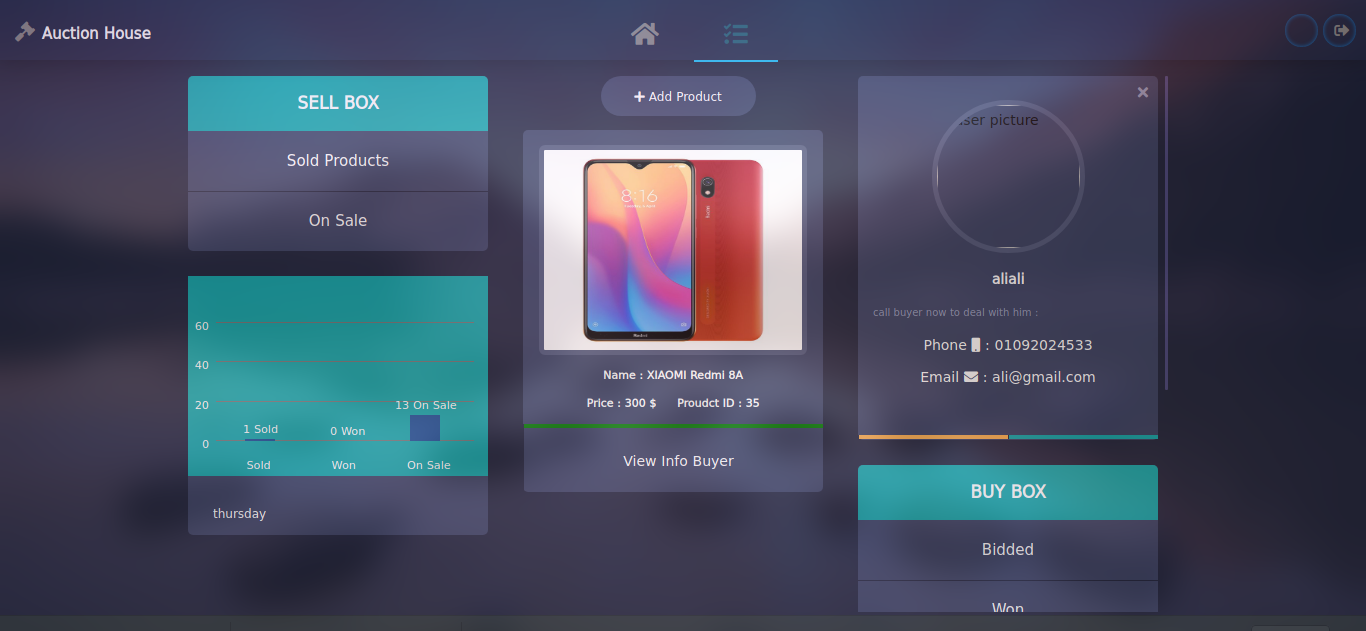 Auction House
SELL BOX
Sold Products
On Sale
60
40
20
0
13 On Sale
1 Sold
0 Won
Sold
Won
On Sale
thursday
Add Product
8:16
Redmi
Name : XIAOMI Redmi 8A
Price : 300 $
Proudct ID : 35
View Info Buyer
ser picture
aliali
call buyer now to deal with him :
Phone : 01092024533
Email : ali@gmail.com
BUY BOX
Bidded
Won